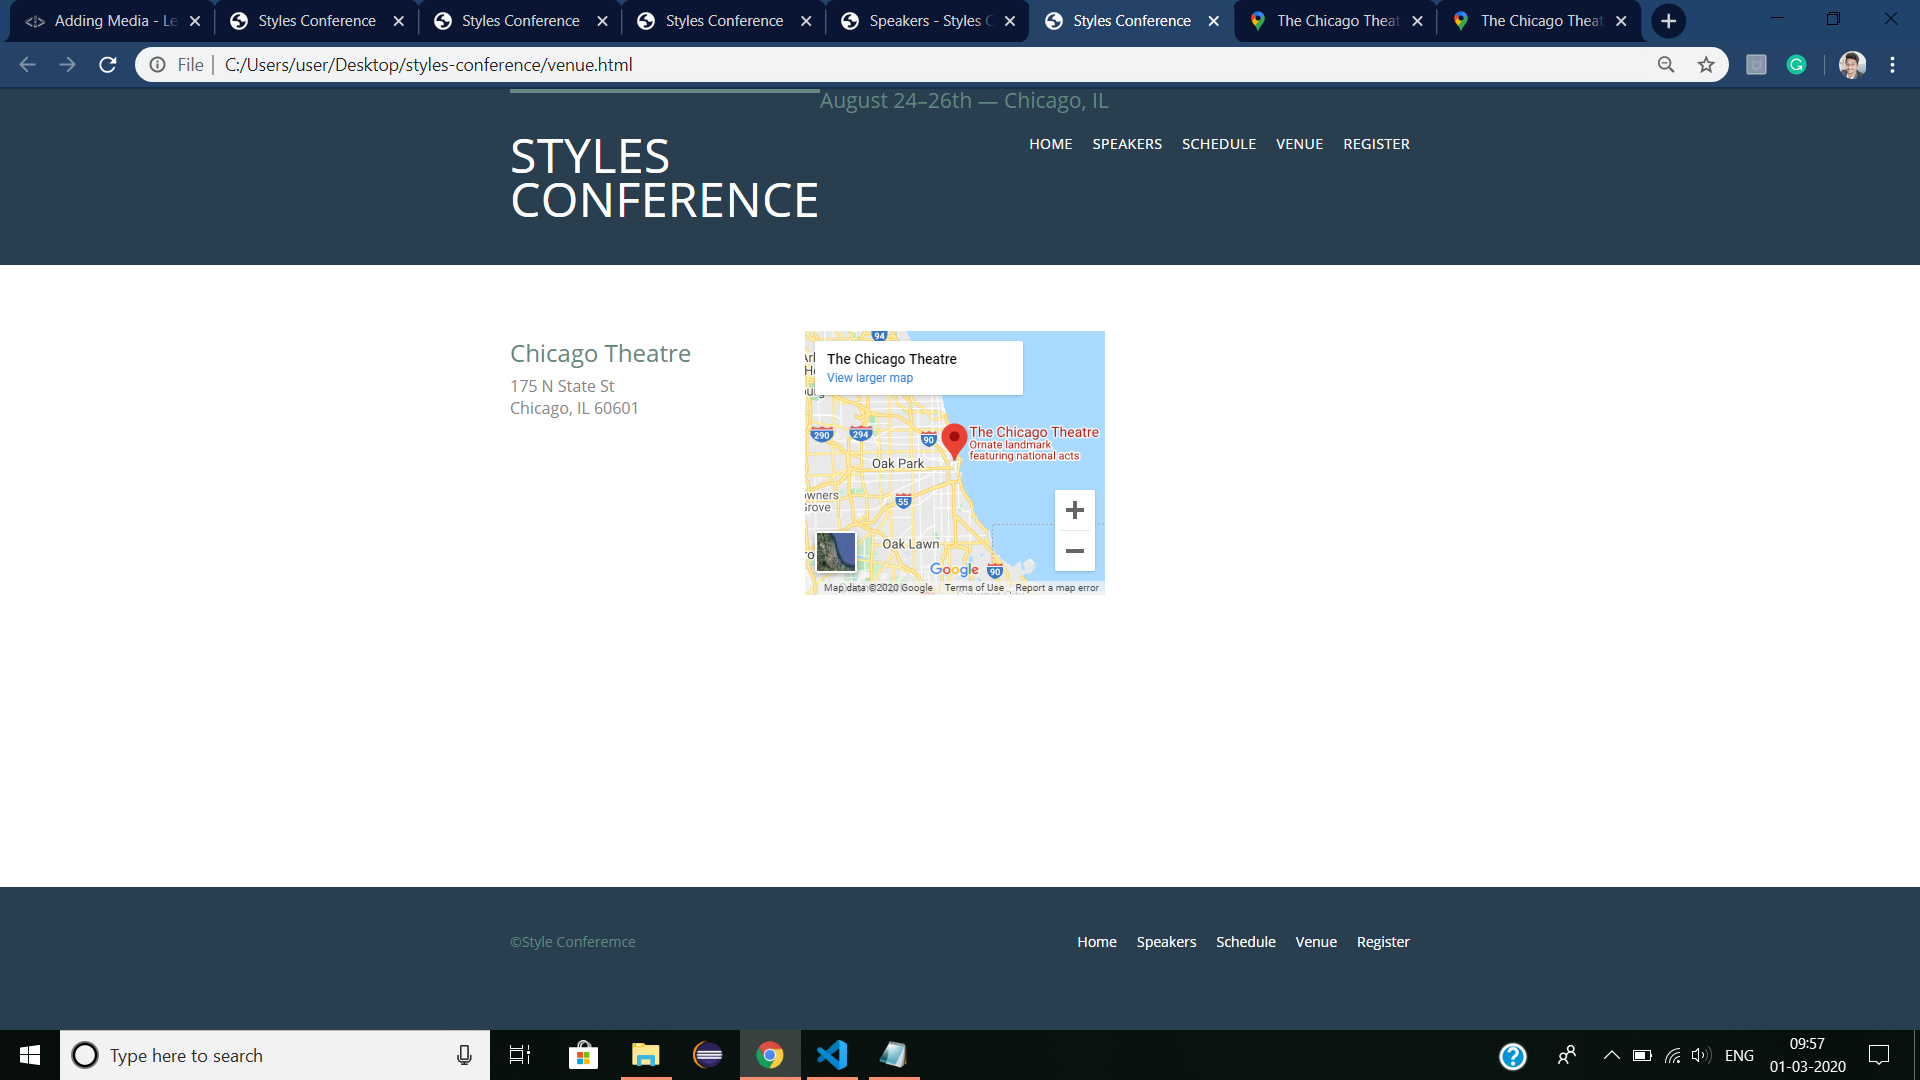 Adding Media - Le
Styles Conference
Styles Conference
Styles Conference
Speakers - Styles C
Styles Conference
The Chicago Theat
The Chicago Theat
File
C:/Users/user/Desktop/styles-conference/venue.html
August 24–26th — Chicago, IL
STYLES
CONFERENCE
HOME SPEAKERS SCHEDULE VENUE REGISTER
Chicago Theatre
175 N State St
Chicago, IL 60601
94
The Chicago Theatre
View larger map
290
294
90
The Chicago Theatre
Ornate landmark
featuring national acts
Oak Park
owners
Grove
55
Oak Lawn
Google
90
Map data ©2020 Google
Terms of Use
Report a map error
©Style Conferemce
Home Speakers Schedule Venue Register
Type here to search
ENG
09:57
01-03-2020